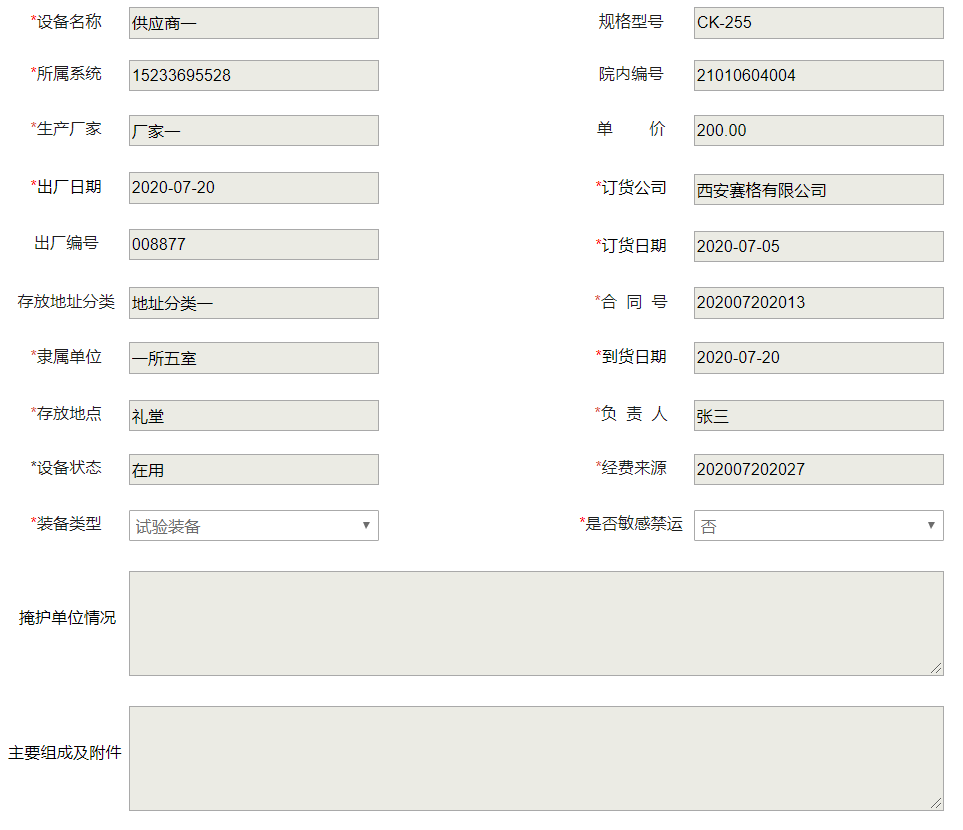 *设备名称 供应商一 规格型号 CK-255
*所属系统 15233695528 院内编号 21010604004
*生产厂家 厂家一 单 价 200.00
*出厂日期 2020-07-20 *订货公司 西安赛格有限公司
出厂编号 008877 *订货日期 2020-07-05
存放地址分类 地址分类一 *合 同 号 202007202013
*隶属单位 一所五室 *到货日期 2020-07-20
*存放地点 礼堂 *负 责 人 张三
*设备状态 在用 *经费来源 202007202027
*装备类型 试验装备 *是否敏感禁运 否
掩护单位情况
主要组成及附件